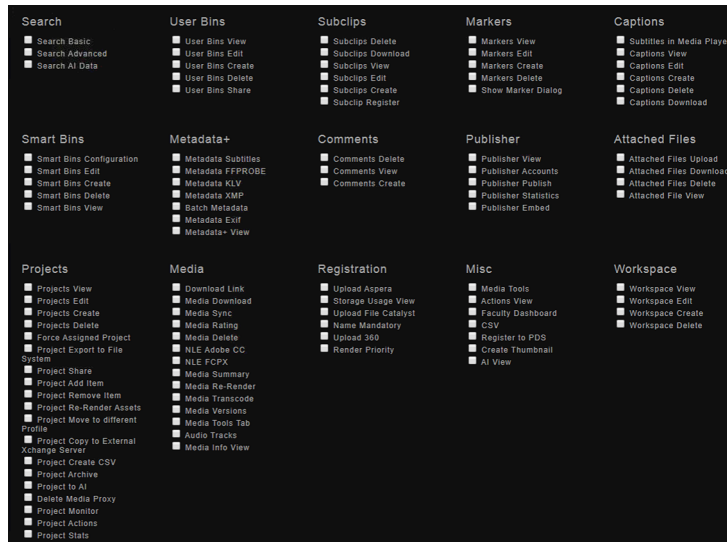 Search
Search Basic
Search Advanced
Search AI Data
User Bins
User Bins View
User Bins Edit
User Bins Create
User Bins Delete
User Bins Share
Subclips
Subclips Delete
Subclips Download
Subclips View
Subclips Edit
Subclips Create
Subclip Register
Markers
Markers View
Markers Edit
Markers Create
Markers Delete
Show Marker Dialog
Captions
Subtitles in Media Playe
Captions View
Captions Edit
Captions Create
Captions Delete
Captions Download
Smart Bins
Smart Bins Configuration
Smart Bins Edit
Smart Bins Create
Smart Bins Delete
Smart Bins View
Metadata+
Metadata Subtitles
Metadata FFPROBE
Metadata KLV
Metadata XMP
Batch Metadata
Metadata Exif
Metadata+ View
Comments
Comments Delete
Comments View
Comments Create
Publisher
Publisher View
Publisher Accounts
Publisher Publish
Publisher Statistics
Publisher Embed
Attached Files
Attached Files Upload
Attached Files Download
Attached Files Delete
Attached File View
Projects
Projects View
Projects Edit
Projects Create
Projects Delete
Force Assigned Project
Project Export to File
System
Project Share
Project Add Item
Project Remove Item
Project Re-Render Assets
Project Move to different
Profile
Project Copy to External
Xchange Server
Project Create CSV
Project Archive
Project to AI
Delete Media Proxy
Project Monitor
Project Actions
Project Stats
Media
Download Link
Media Download
Media Sync
Media Rating
Media Delete
NLE Adobe CC
NLE FCPX
Media Summary
Media Re-Render
Media Transcode
Media Versions
Media Tools Tab
Audio Tracks
Media Info View
Registration
Upload Aspera
Storage Usage View
Upload File Catalyst
Name Mandatory
Upload 360
Render Priority
Misc
Media Tools
Actions View
Faculty Dashboard
CSV
Register to PDS
Create Thumbnail
AI View
Workspace
Workspace View
Workspace Edit
Workspace Create
Workspace Delete